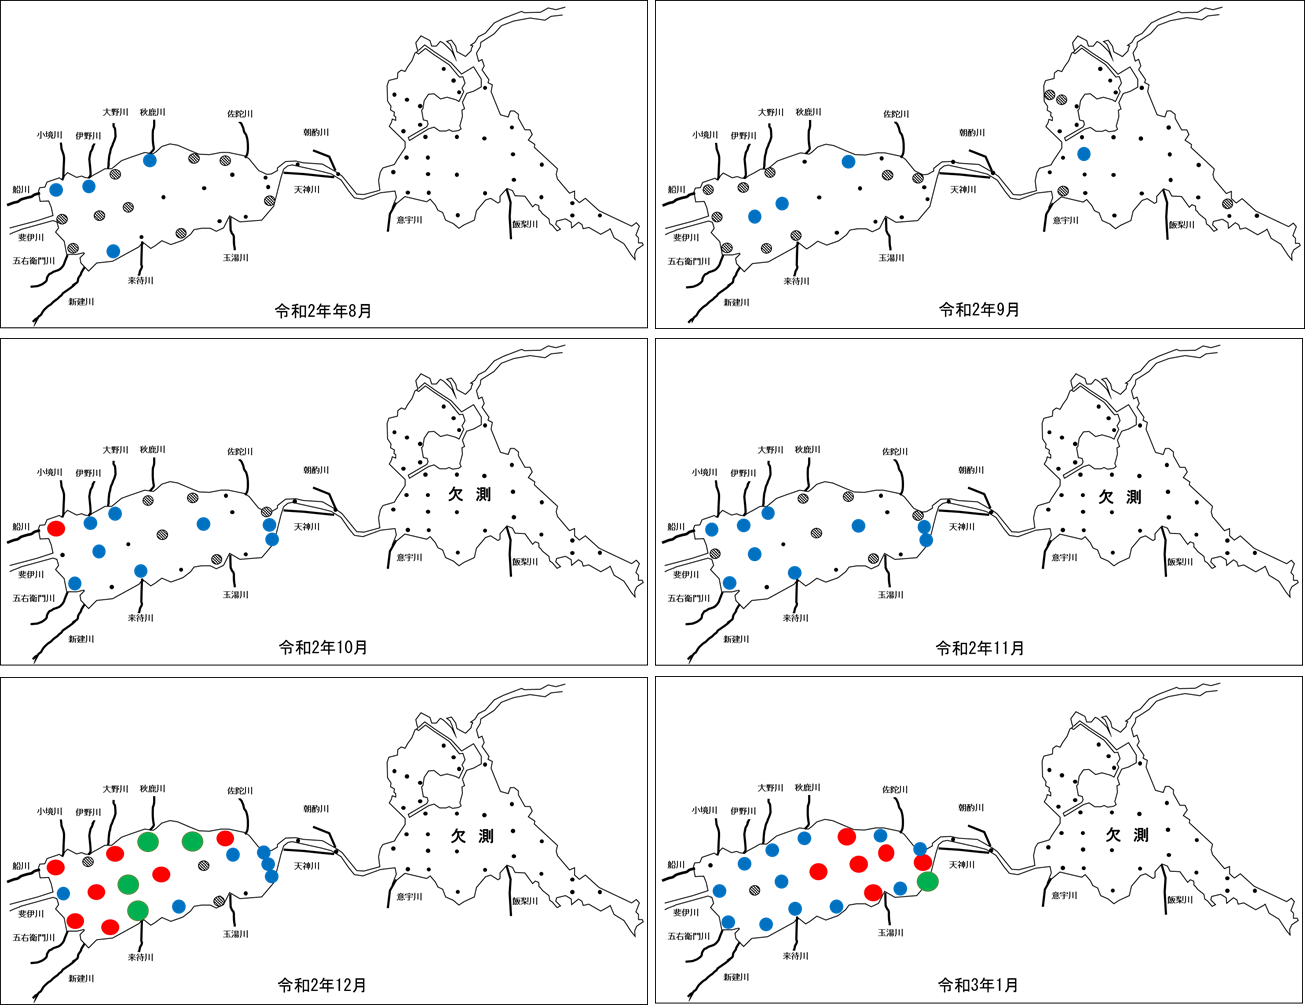 大野川
秋鹿川
佐陀川
小境川
伊野川
朝酌川
船川
天神川
斐伊川
意宇川
飯梨川
五右衛門川
玉湯川
来待川
新建川
令和2年年8月
大野川
秋鹿川
佐陀川
小境川
伊野川
朝酌川
船川
天神川
斐伊川
意宇川
飯梨川
五右衛門川
玉湯川
来待川
新建川
令和2年9月
大野川
秋鹿川
佐陀川
小境川
伊野川
朝酌川
欠 測
船川
天神川
斐伊川
意宇川
飯梨川
五右衛門川
玉湯川
来待川
新建川
令和2年10月
大野川
秋鹿川
佐陀川
小境川
伊野川
朝酌川
欠 測
船川
天神川
斐伊川
意宇川
飯梨川
五右衛門川
玉湯川
来待川
新建川
令和2年11月
大野川
秋鹿川
佐陀川
小境川
伊野川
朝酌川
欠 測
船川
天神川
斐伊川
意宇川
飯梨川
五右衛門川
玉湯川
来待川
新建川
令和2年12月
大野川
秋鹿川
佐陀川
小境川
伊野川
朝酌川
欠 測
船川
天神川
斐伊川
意宇川
飯梨川
五右衛門川
玉湯川
来待川
新建川
令和3年1月